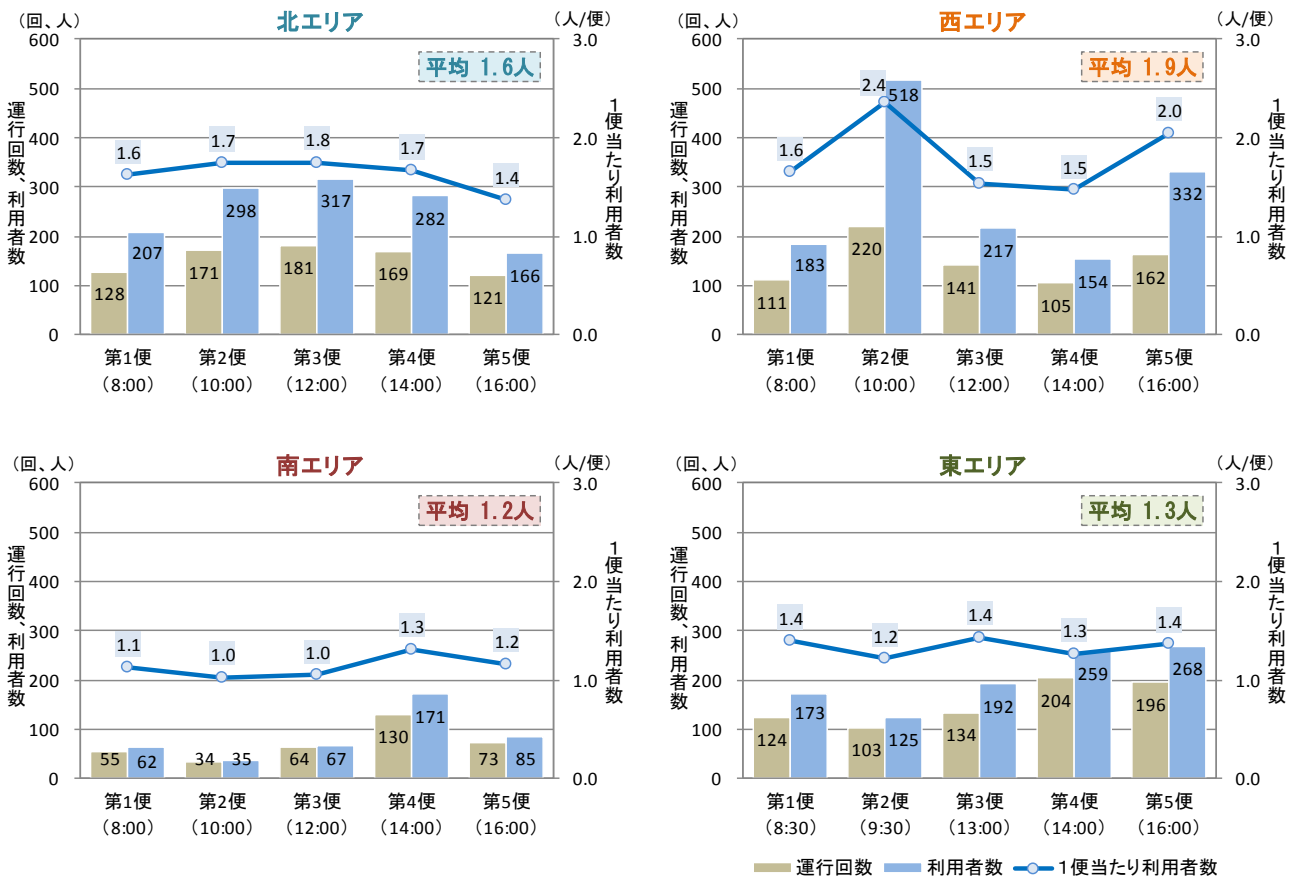 北エリア
（回、人）
（人/便）
平均 1.6人
運行回数、利用者数
1便当たり利用者数
600
500
400
300
200
100
0
3.0
2.0
1.0
0.0
1.6
1.7
1.8
1.7
1.4
128
207
171
298
181
317
169
282
121
166
第1便
第2便
第3便
第4便
第5便
（8:00）
（10:00）
（12:00）
（14:00）
（16:00）
西エリア
（回、人）
（人/便）
平均 1.9人
運行回数、利用者数
1便当たり利用者数
600
500
400
300
200
100
0
3.0
2.0
1.0
0.0
1.6
2.4
1.5
1.5
2.0
111
183
220
518
141
217
105
154
162
332
第1便
第2便
第3便
第4便
第5便
（8:00）
（10:00）
（12:00）
（14:00）
（16:00）
南エリア
（回、人）
（人/便）
平均 1.2人
運行回数、利用者数
1便当たり利用者数
600
500
400
300
200
100
0
3.0
2.0
1.0
0.0
1.1
1.0
1.0
1.3
1.2
55
62
34
35
64
67
130
171
73
85
第1便
第2便
第3便
第4便
第5便
（8:00）
（10:00）
（12:00）
（14:00）
（16:00）
東エリア
（回、人）
（人/便）
平均 1.3人
運行回数、利用者数
1便当たり利用者数
600
500
400
300
200
100
0
3.0
2.0
1.0
0.0
1.4
1.2
1.4
1.3
1.4
124
173
103
125
134
192
204
259
196
268
第1便
第2便
第3便
第4便
第5便
（8:30）
（9:30）
（13:00）
（14:00）
（16:00）
運行回数
利用者数
1便当たり利用者数